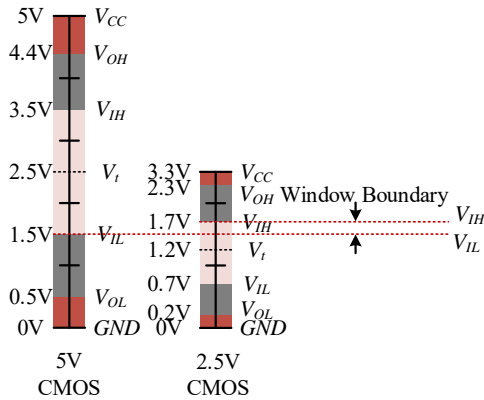 5V
V_CC
4.4V
V_OH
3.5V
V_IH
2.5V
V_t
1.5V
V_IL
0.5V
V_OL
0V
GND
5V
CMOS
3.3V
V_CC
2.3V
V_OH
1.7V
V_IH
1.2V
V_t
0.7V
V_IL
0.2V
V_OL
0V
GND
2.5V
CMOS
Window Boundary
V_IH
V_IL